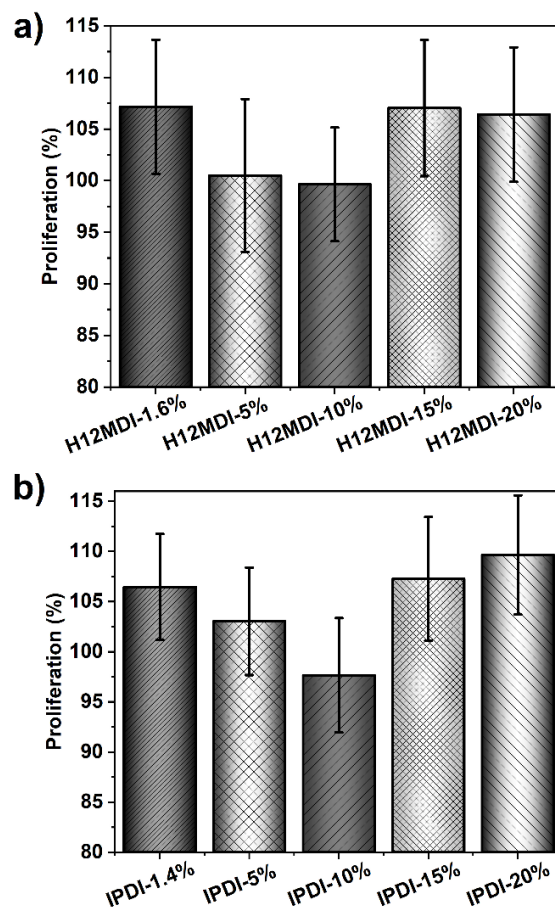 a)
Proliferation (%)
115
110
105
100
95
90
85
80
H12MDI-1.6%
H12MDI-5%
H12MDI-10%
H12MDI-15%
H12MDI-20%
b)
Proliferation (%)
115
110
105
100
95
90
85
80
IPDI-1.4%
IPDI-5%
IPDI-10%
IPDI-15%
IPDI-20%